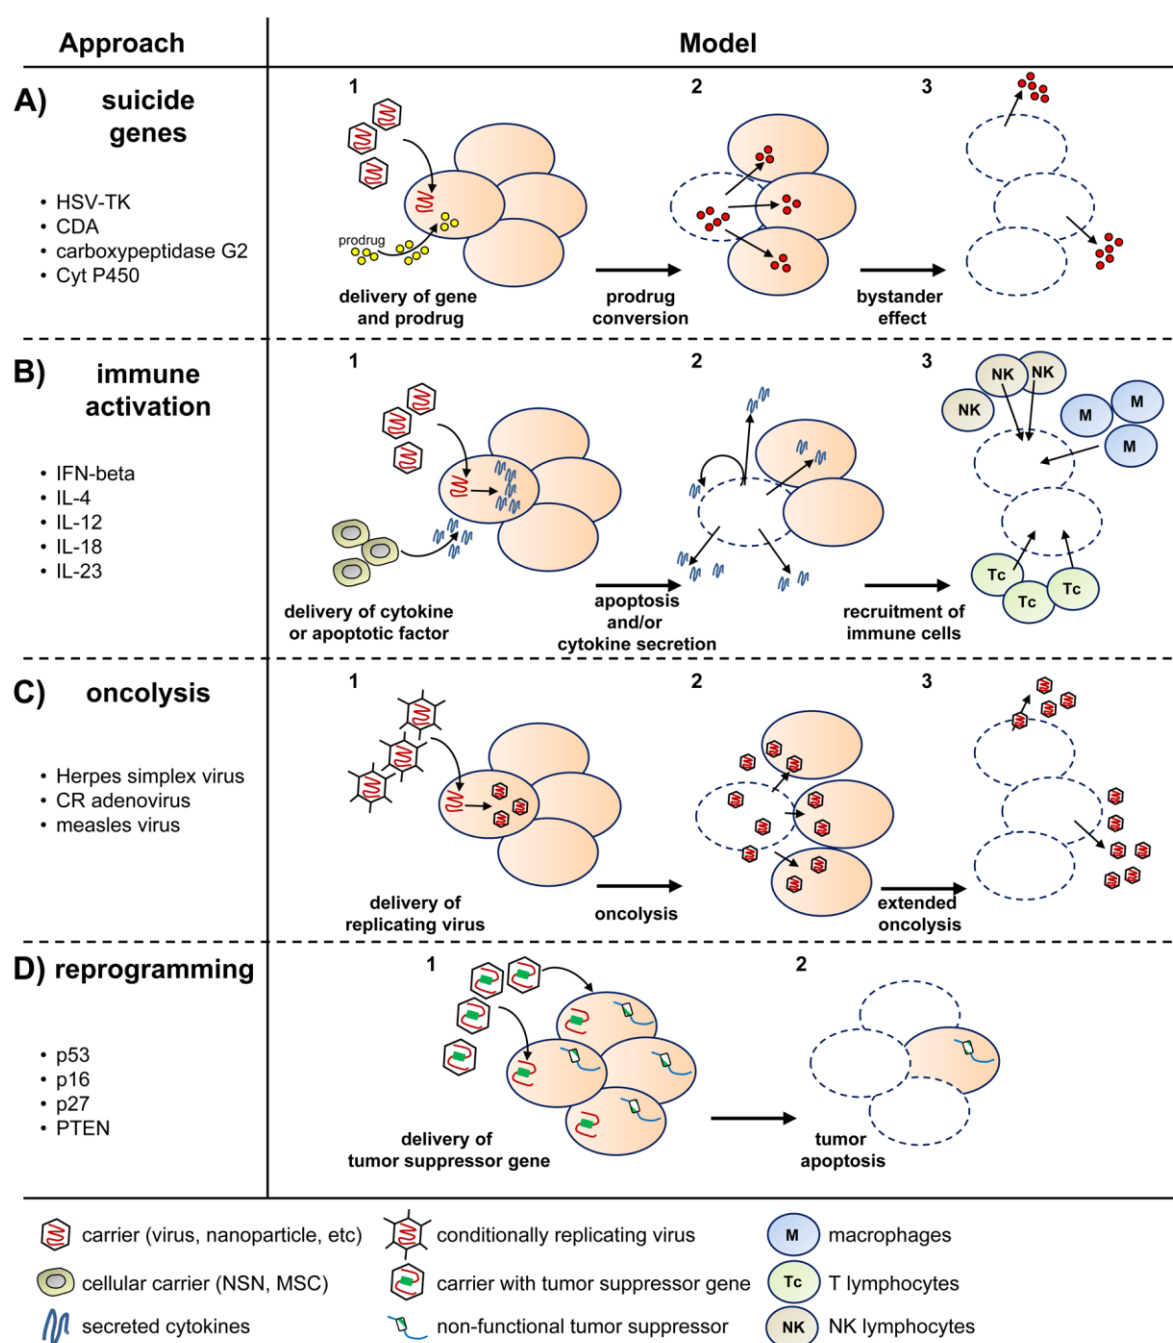 Approach
Model
A) suicide
genes
• HSV-TK
• CDA
• carboxypeptidase G2
• Cyt P450
1
2
3
prodrug
delivery of gene
and prodrug
prodrug
conversion
bystander
effect
B) immune
activation
• IFN-beta
• IL-4
• IL-12
• IL-18
• IL-23
1
2
3
NK
NK
NK
M
M
M
Tc
Tc
Tc
delivery of cytokine
or apoptotic factor
apoptosis
and/or
cytokine secretion
recruitment of
immune cells
C) oncolysis
• Herpes simplex virus
• CR adenovirus
• measles virus
1
2
3
delivery of
replicating virus
oncolysis
extended
oncolysis
D) reprogramming
• p53
• p16
• p27
• PTEN
1
2
delivery of
tumor suppressor gene
tumor
apoptosis
carrier (virus, nanoparticle, etc)
conditionally replicating virus
M macrophages
cellular carrier (NSN, MSC)
carrier with tumor suppressor gene
Tc T lymphocytes
secreted cytokines
non-functional tumor suppressor
NK NK lymphocytes